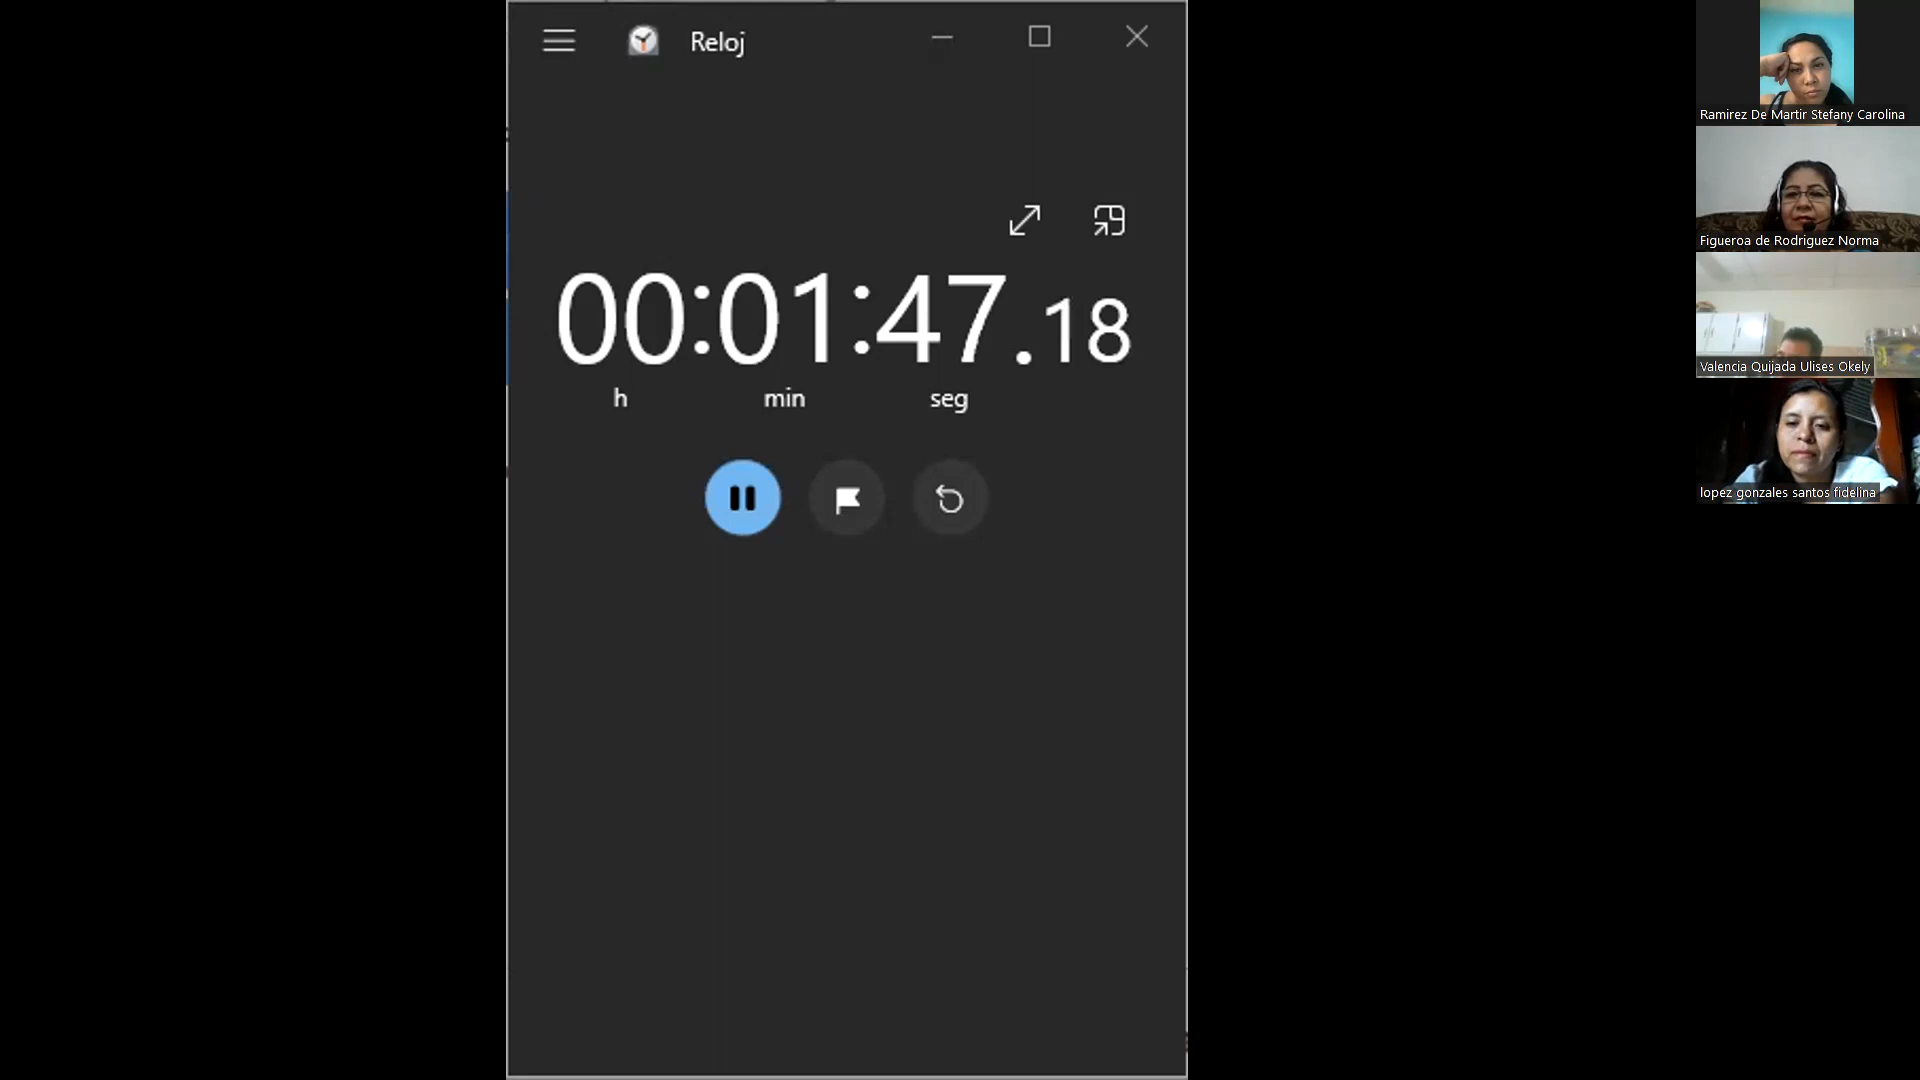 Reloj
00:01:47.18
h min seg
Ramirez De Martir Stefany Carolina
Figueroa de Rodriguez Norma
Valencia Quijada Ulises Okely
lopez gonzales santos fidelina